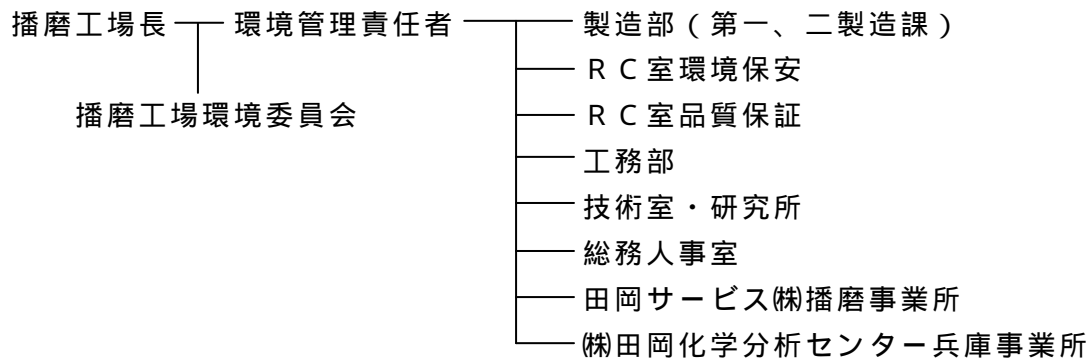 播磨工場長 環境管理責任者 製造部（第一、二製造課）
ＲＣ室環境保安
播磨工場環境委員会 ＲＣ室品質保証
工務部
技術室・研究所
総務人事室
田岡サービス㈱播磨事業所
㈱田岡化学分析センター兵庫事業所